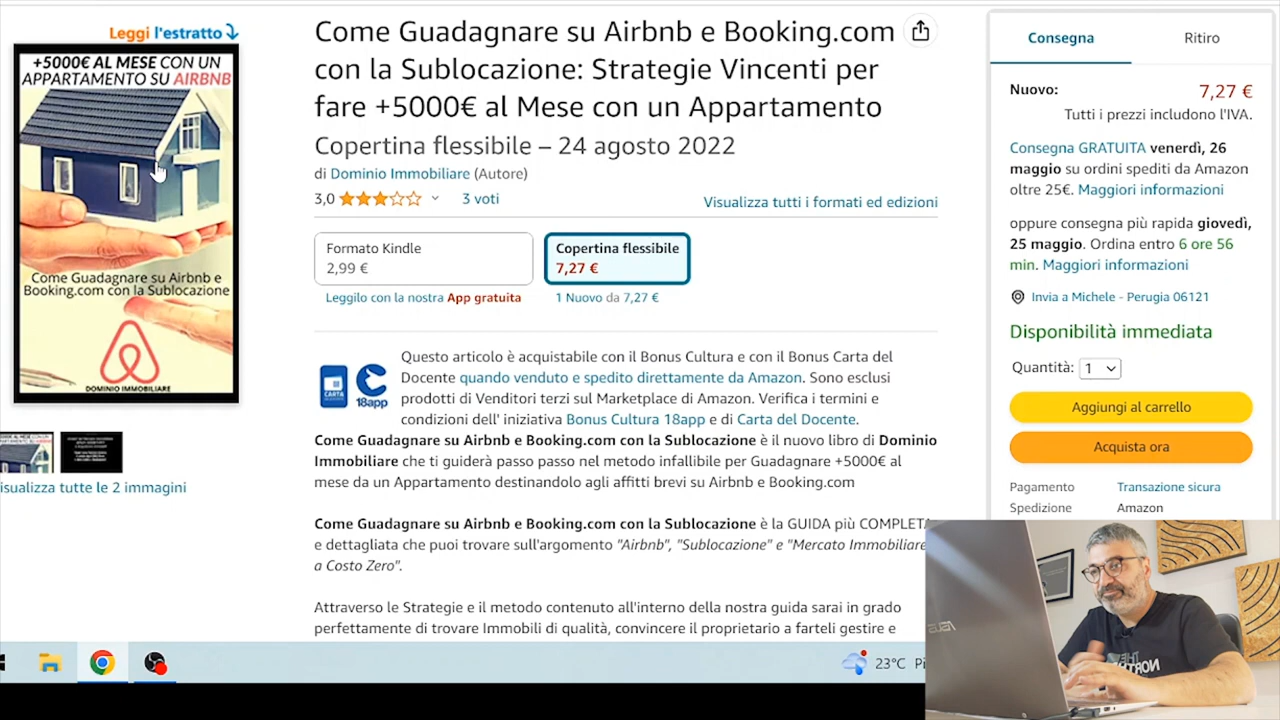 Leggi l'estratto
+5000€ AL MESE CON UN
APPARTAMENTO SU AIRBNB
Come Guadagnare su Airbnb e
Booking.com con la Sublocazione
DOMINIO IMMOBILIARE
isualizza tutte le 2 immagini
Come Guadagnare su Airbnb e Booking.com
con la Sublocazione: Strategie Vincenti per
fare +5000€ al Mese con un Appartamento
Copertina flessibile – 24 agosto 2022
di Dominio Immobiliare (Autore)
3,0
3 voti
Visualizza tutti i formati ed edizioni
Formato Kindle
2,99 €
Copertina flessibile
7,27 €
Leggilo con la nostra App gratuita
1 Nuovo da 7,27 €
CARTA
18app
Questo articolo è acquistabile con il Bonus Cultura e con il Bonus Carta del
Docente quando venduto e spedito direttamente da Amazon. Sono esclusi
prodotti di Venditori terzi sul Marketplace di Amazon. Verifica i termini e
condizioni dell' iniziativa Bonus Cultura 18app e di Carta del Docente.
Come Guadagnare su Airbnb e Booking.com con la Sublocazione è il nuovo libro di Dominio
Immobiliare che ti guiderà passo passo nel metodo infallibile per Guadagnare +5000€ al
mese da un Appartamento destinandolo agli affitti brevi su Airbnb e Booking.com
Come Guadagnare su Airbnb e Booking.com con la Sublocazione è la GUIDA più COMPLETA
e dettagliata che puoi trovare sull'argomento "Airbnb", "Sublocazione" e "Mercato Immobiliare
a Costo Zero".
Attraverso le Strategie e il metodo contenuto all'interno della nostra guida sarai in grado
perfettamente di trovare Immobili di qualità, convincere il proprietario a farteli gestire e
Consegna
Ritiro
Nuovo: 7,27 €
Tutti i prezzi includono l'IVA.
Consegna GRATUITA venerdì, 26
maggio su ordini spediti da Amazon
oltre 25€. Maggiori informazioni
oppure consegna più rapida giovedì,
25 maggio. Ordina entro 6 ore 56
min. Maggiori informazioni
Invia a Michele - Perugia 06121
Disponibilità immediata
Quantità: 1
Aggiungi al carrello
Acquista ora
Pagamento Transazione sicura
Spedizione Amazon
23°C
ASUS